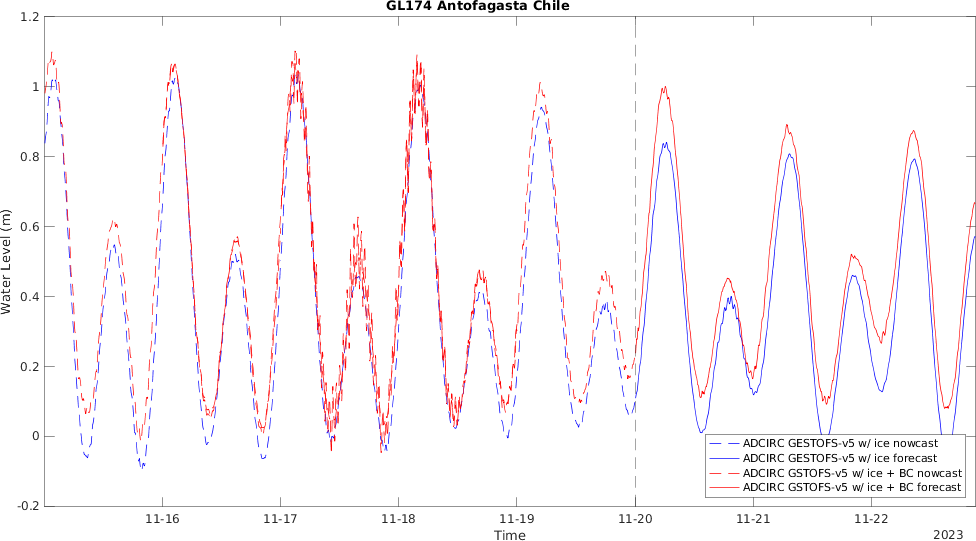 GL174 Antofagasta Chile
1.2
1
0.8
0.6
0.4
0.2
0
-0.2
Water Level (m)
11-16
11-17
11-18
11-19
11-20
11-21
11-22
Time
2023
ADCIRC GESTOFS-v5 w/ ice nowcast
ADCIRC GESTOFS-v5 w/ ice forecast
ADCIRC GSTOFS-v5 w/ ice + BC nowcast
ADCIRC GSTOFS-v5 w/ ice + BC forecast